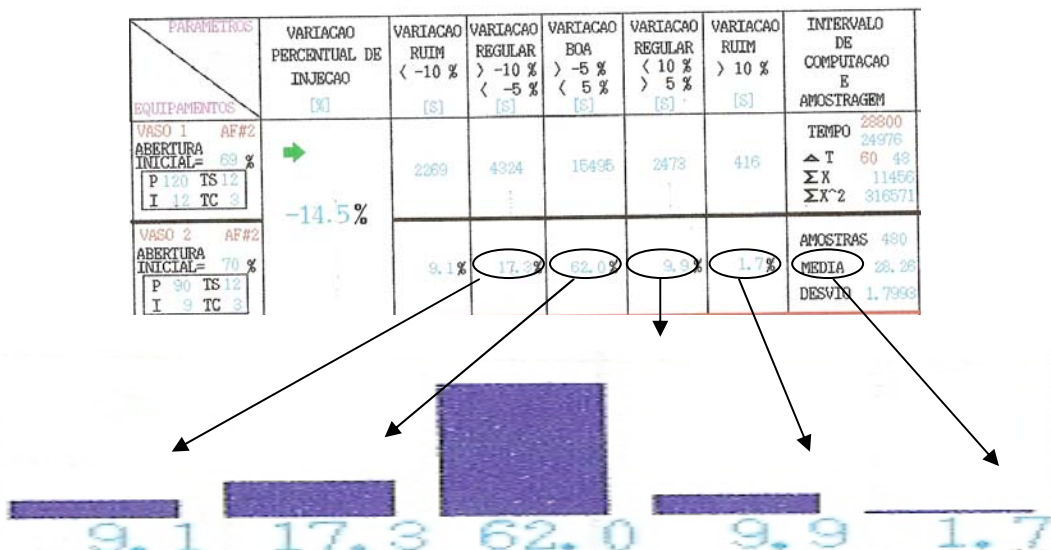 PARAMETROS
EQUIPAMENTOS
VARIACAO
PERCENTUAL DE
INJECAO
[%]
VARIACAO
RUIM
< -10 %
[S]
VARIACAO
REGULAR
> -10 %
< -5 %
[S]
VARIACAO
BOA
> -5 %
< 5 %
[S]
VARIACAO
REGULAR
< 10 %
> 5 %
[S]
VARIACAO
RUIM
> 10 %
[S]
INTERVALO
DE
COMPUTACAO
E
AMOSTRAGEM
VASO 1 AF#2
ABERTURA
INICIAL= 69 %
P 120 TS 12
I 12 TC 3
-14.5%
2269 4324 15495 2473 416
TEMPO 28800
24976
△ T 60 48
ΣX 11456
ΣX^2 316571
VASO 2 AF#2
ABERTURA
INICIAL= 70 %
P 90 TS 12
I 9 TC 3
9.1% 17.3% 62.0% 9.9% 1.7%
AMOSTRAS 480
MEDIA 28.26
DESVIO 1.7993
9.1 17.3 62.0 9.9 1.7